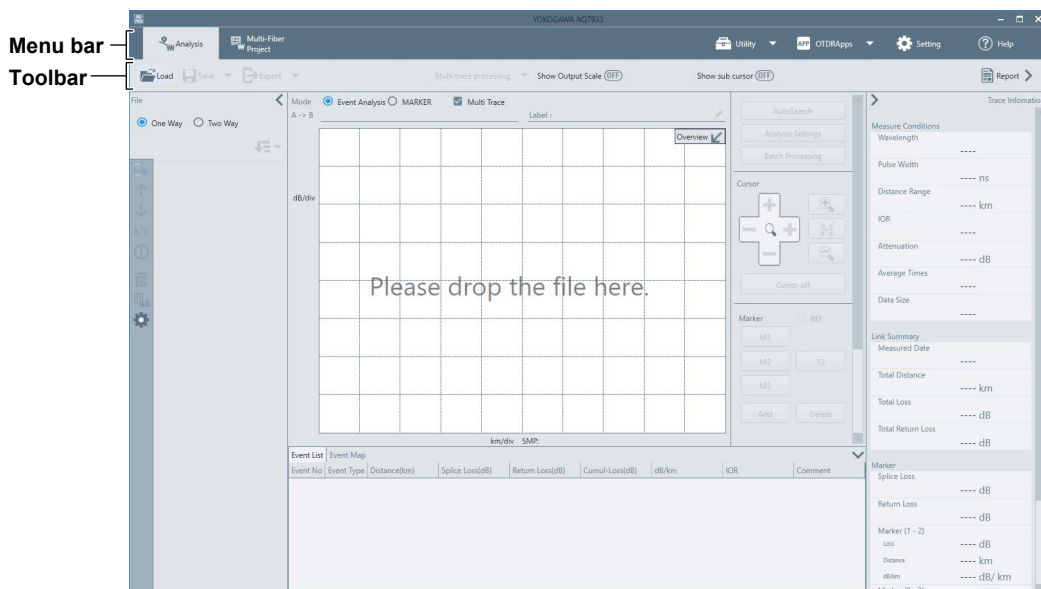 YOKOGAWA AQ7933
Menu bar
Analysis
Multi-Fiber
Project
Utility
APP OTDRApps
Setting
Help
Toolbar
Load Save Export Multi trace processing Show Output Scale OFF Show sub cursor OFF Report
File
One Way Two Way
Mode Event Analysis MARKER Multi Trace
A -> B Label :
Overview
dB/div
Please drop the file here.
km/div SMP:
AutoSearch
Analysis Settings
Batch Processing
Cursor
Cursor off
Marker REF
M1
M2 Y2
M3
Add Delete
All
Event List Event Map
Event No Event Type Distance(km) Splice Loss(dB) Return Loss(dB) Cumul-Loss(dB) dB/km IOR Comment
Trace Infomatio
Measure Conditions
Wavelength
----
Pulse Width
---- ns
Distance Range
---- km
IOR
----
Attenuation
---- dB
Average Times
----
Data Size
----
Link Summary
Measured Date
----
Total Distance
---- km
Total Loss
---- dB
Total Return Loss
---- dB
Marker
Splice Loss
---- dB
Return Loss
---- dB
Marker (1 - 2)
Loss ---- dB
Distance ---- km
dB/km ---- dB/ km